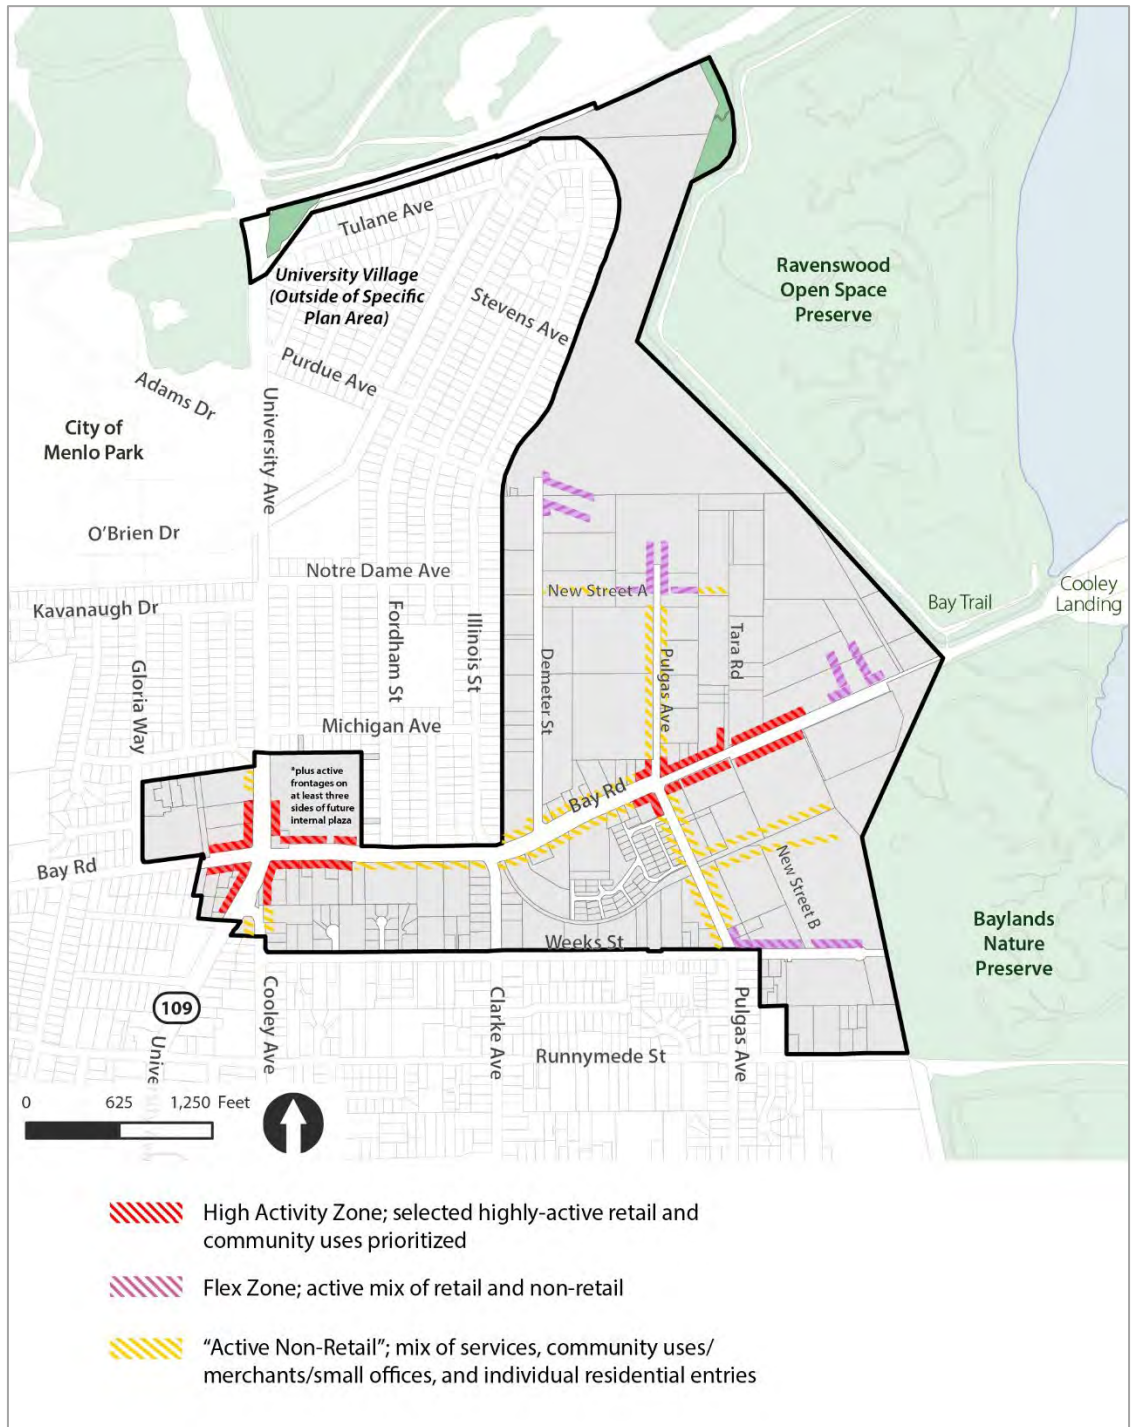 Tulane Ave
University Village
(Outside of Specific
Plan Area)
Stevens Ave
Purdue Ave
Ravenswood
Open Space
Preserve
Adams Dr
City of
Menlo Park
University Ave
O'Brien Dr
Notre Dame Ave
Kavanaugh Dr
Fordham St
Illinois St
Gloria Way
Michigan Ave
New Street A
Demeter St
Pulgas Ave
Tara Rd
Bay Trail
Cooley
Landing
*plus active
frontages on
at least three
sides of future
internal plaza
Bay Rd
Bay Rd
New Street B
Weeks St
Baylands
Nature
Preserve
109
Cooley Ave
Clarke Ave
Pulgas Ave
Runnymede St
0 625 1,250 Feet
High Activity Zone; selected highly-active retail and
community uses prioritized
Flex Zone; active mix of retail and non-retail
“Active Non-Retail”; mix of services, community uses/
merchants/small offices, and individual residential entries